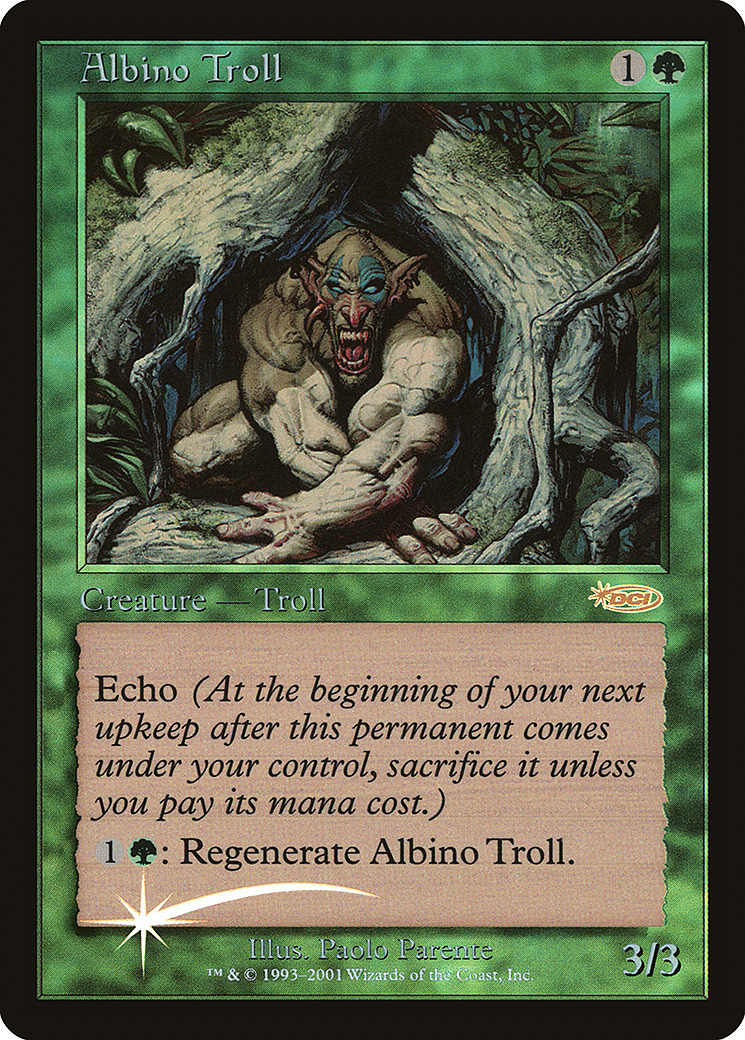 Albino Troll 1
Creature — Troll
DCI
Echo (At the beginning of your next
upkeep after this permanent comes
under your control, sacrifice it unless
you pay its mana cost.)
1 : Regenerate Albino Troll.
Illus. Paolo Parente
™ & © 1993–2001 Wizards of the Coast, Inc.
3/3